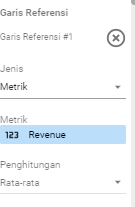 Garis Referensi
Garis Referensi #1
Jenis
Metrik
Metrik
123 Revenue
Penghitungan
Rata-rata